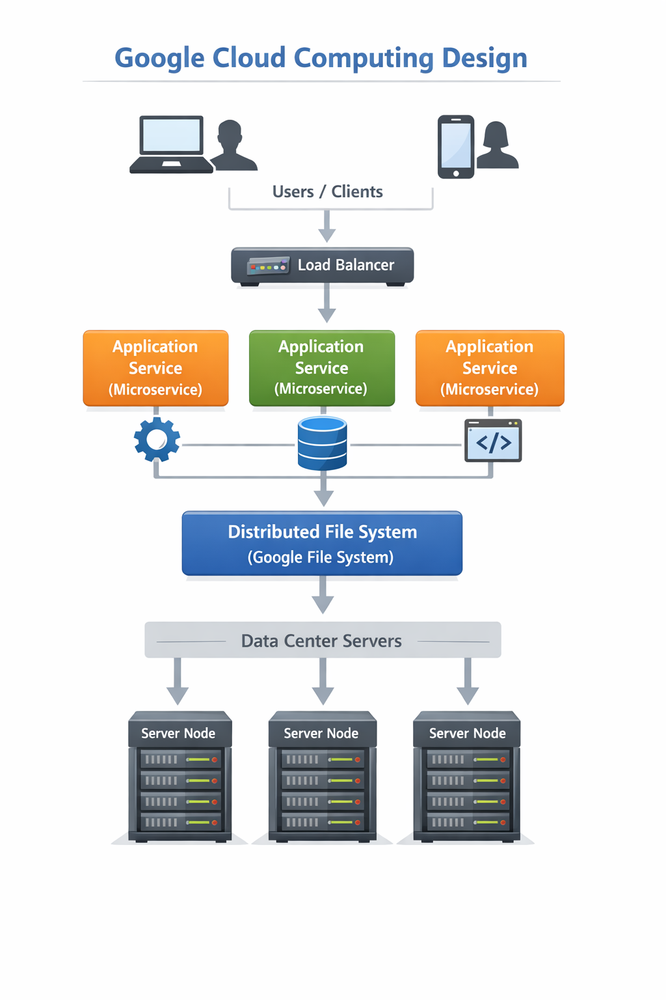 Google Cloud Computing Design
Users / Clients
Load Balancer
Application
Service
(Microservice)
Application
Service
(Microservice)
Application
Service
(Microservice)
</>
Distributed File System
(Google File System)
Data Center Servers
Server Node
Server Node
Server Node